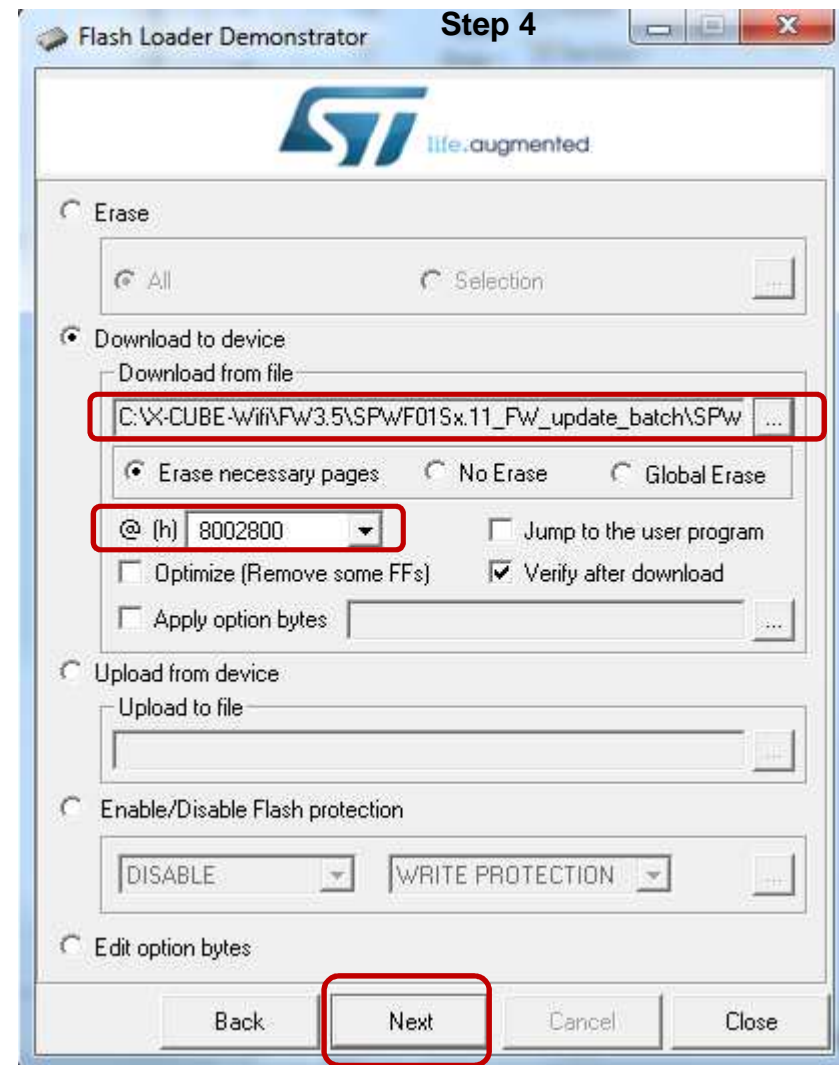 Step 4
Flash Loader Demonstrator
ST life.augmented
Erase
All Selection ...
Download to device
Download from file
C:\X-CUBE-Wifi\FW3.5\SPWF01Sx.11_FW_update_batch\SPW ...
Erase necessary pages No Erase Global Erase
@ (h) 8002800 Jump to the user program
Optimize (Remove some FFs) Verify after download
Apply option bytes ...
Upload from device
Upload to file
...
Enable/Disable Flash protection
DISABLE WRITE PROTECTION ...
Edit option bytes
Back Next Cancel Close